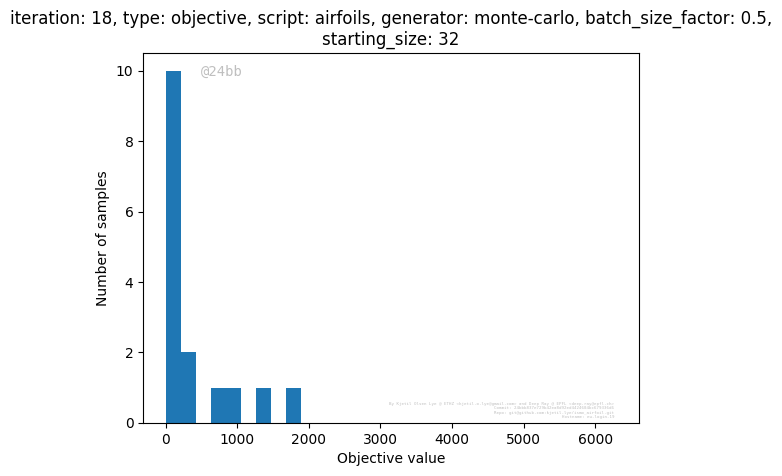 iteration: 18, type: objective, script: airfoils, generator: monte-carlo, batch_size_factor: 0.5,
starting_size: 32
@24bb
10
8
6
4
2
0
Number of samples
0 1000 2000 3000 4000 5000 6000
Objective value